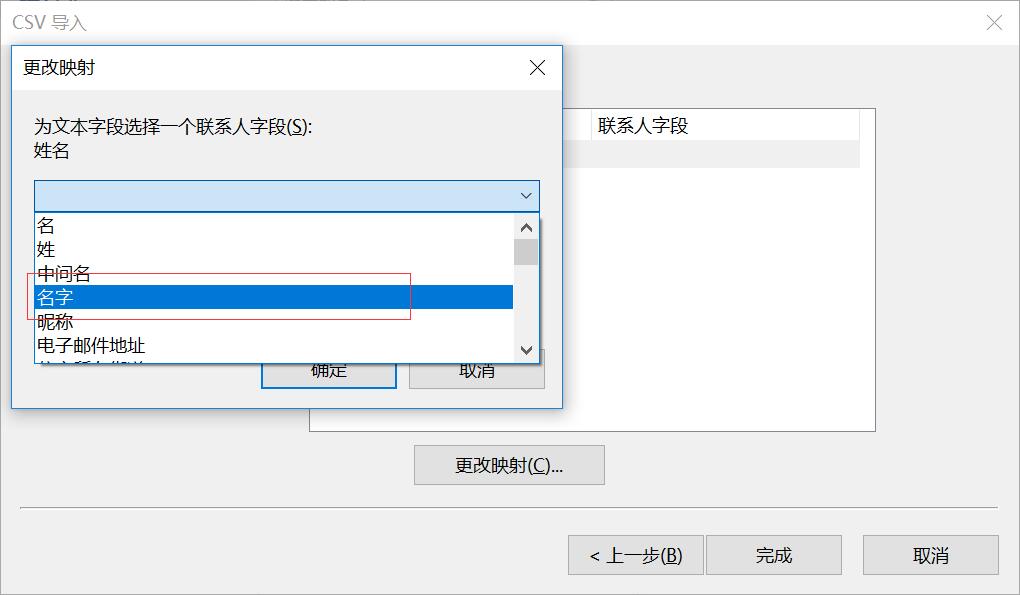 CSV 导入
更改映射
为文本字段选择一个联系人字段(S):
姓名
联系人字段
名
姓
中间名
名字
昵称
电子邮件地址
确定
取消
更改映射(C)...
< 上一步(B)
完成
取消